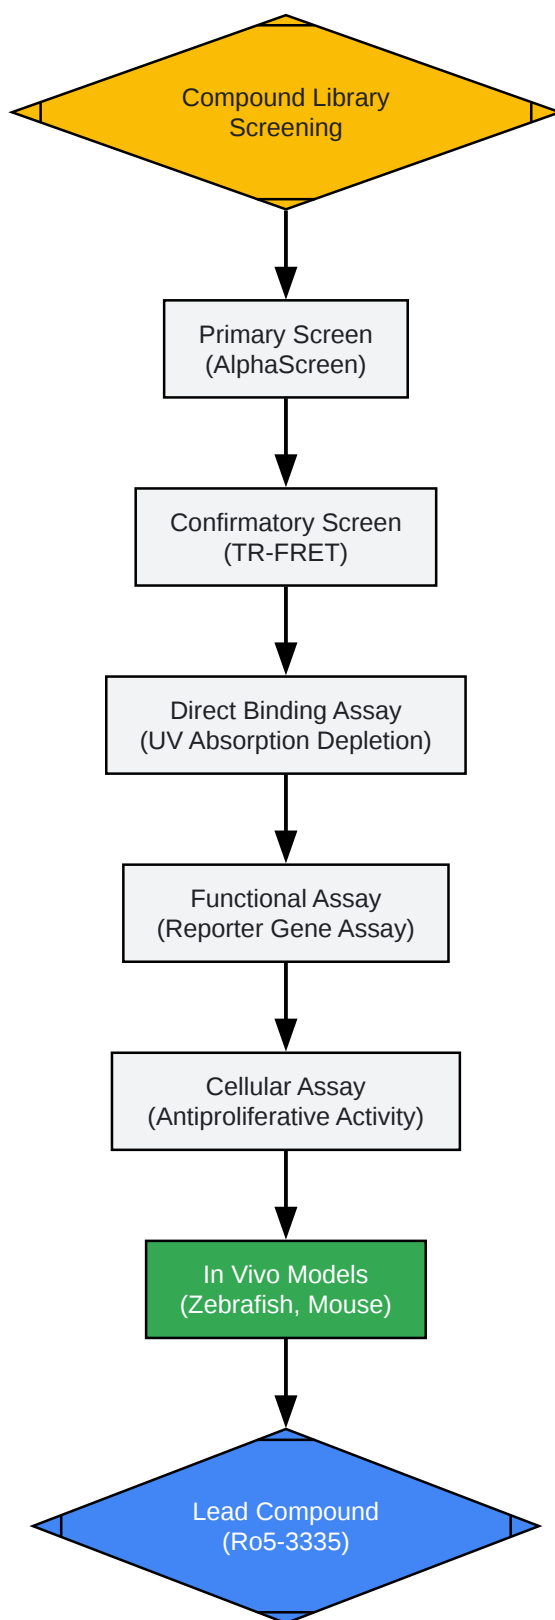 Compound Library
Screening
Primary Screen
(AlphaScreen)
Confirmatory Screen
(TR-FRET)
Direct Binding Assay
(UV Absorption Depletion)
Functional Assay
(Reporter Gene Assay)
Cellular Assay
(Antiproliferative Activity)
In Vivo Models
(Zebrafish, Mouse)
Lead Compound
(Ro5-3335)